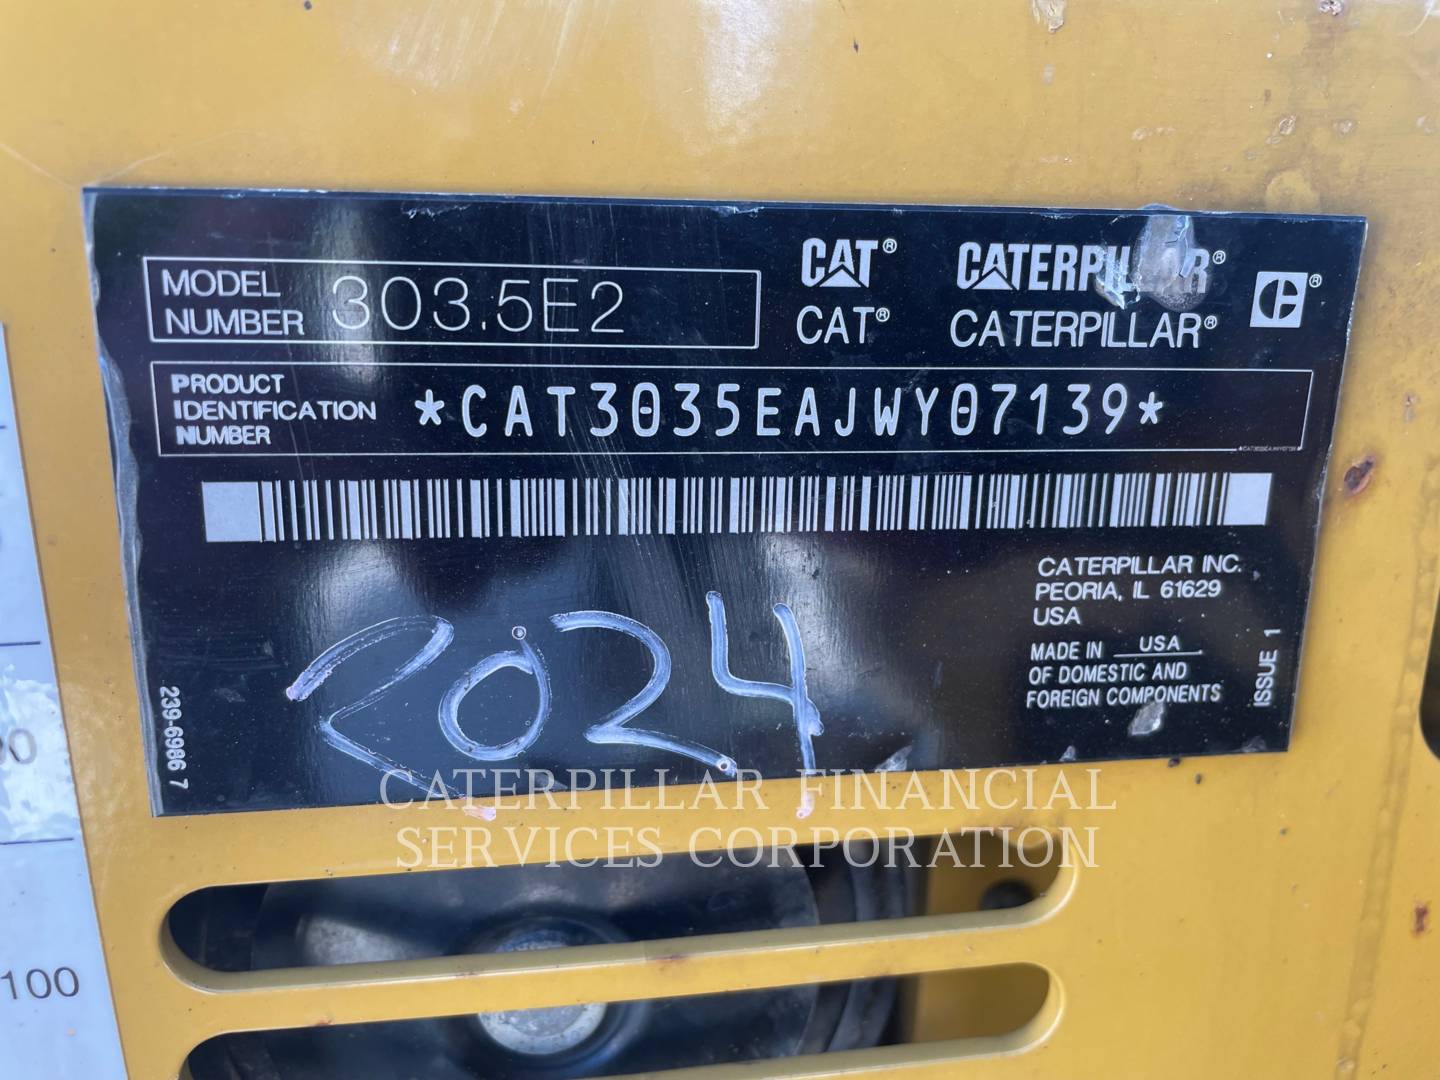 MODEL NUMBER 303.5E2
CAT® CATERPILLAR®
CAT® CATERPILLAR®
PRODUCT IDENTIFICATION NUMBER *CAT3035EAJWY07139*
CATERPILLAR INC.
PEORIA, IL 61629
USA
MADE IN USA
OF DOMESTIC AND
FOREIGN COMPONENTS
ISSUE 1
239-6986 7
2024
CATERPILLAR FINANCIAL
SERVICES CORPORATION
100